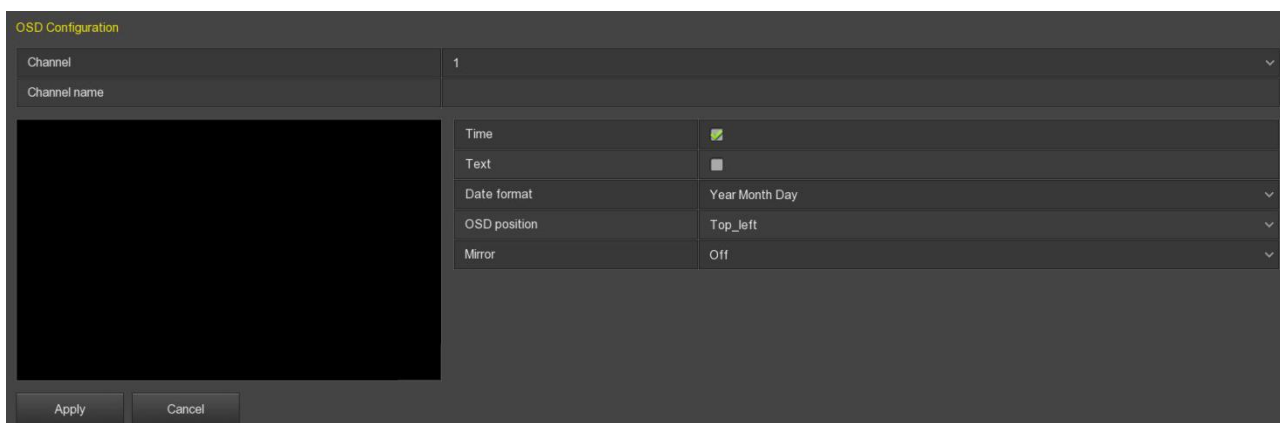 OSD Configuration
Channel 1
Channel name
Time
Text
Date format Year Month Day
OSD position Top_left
Mirror Off
Apply Cancel